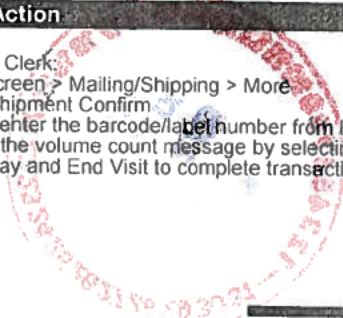 Action
Clerk:
creen > Mailing/Shipping > More
hipment Confirm
enter the barcode/label number from
the volume count message by selectin
ay and End Visit to complete transacti